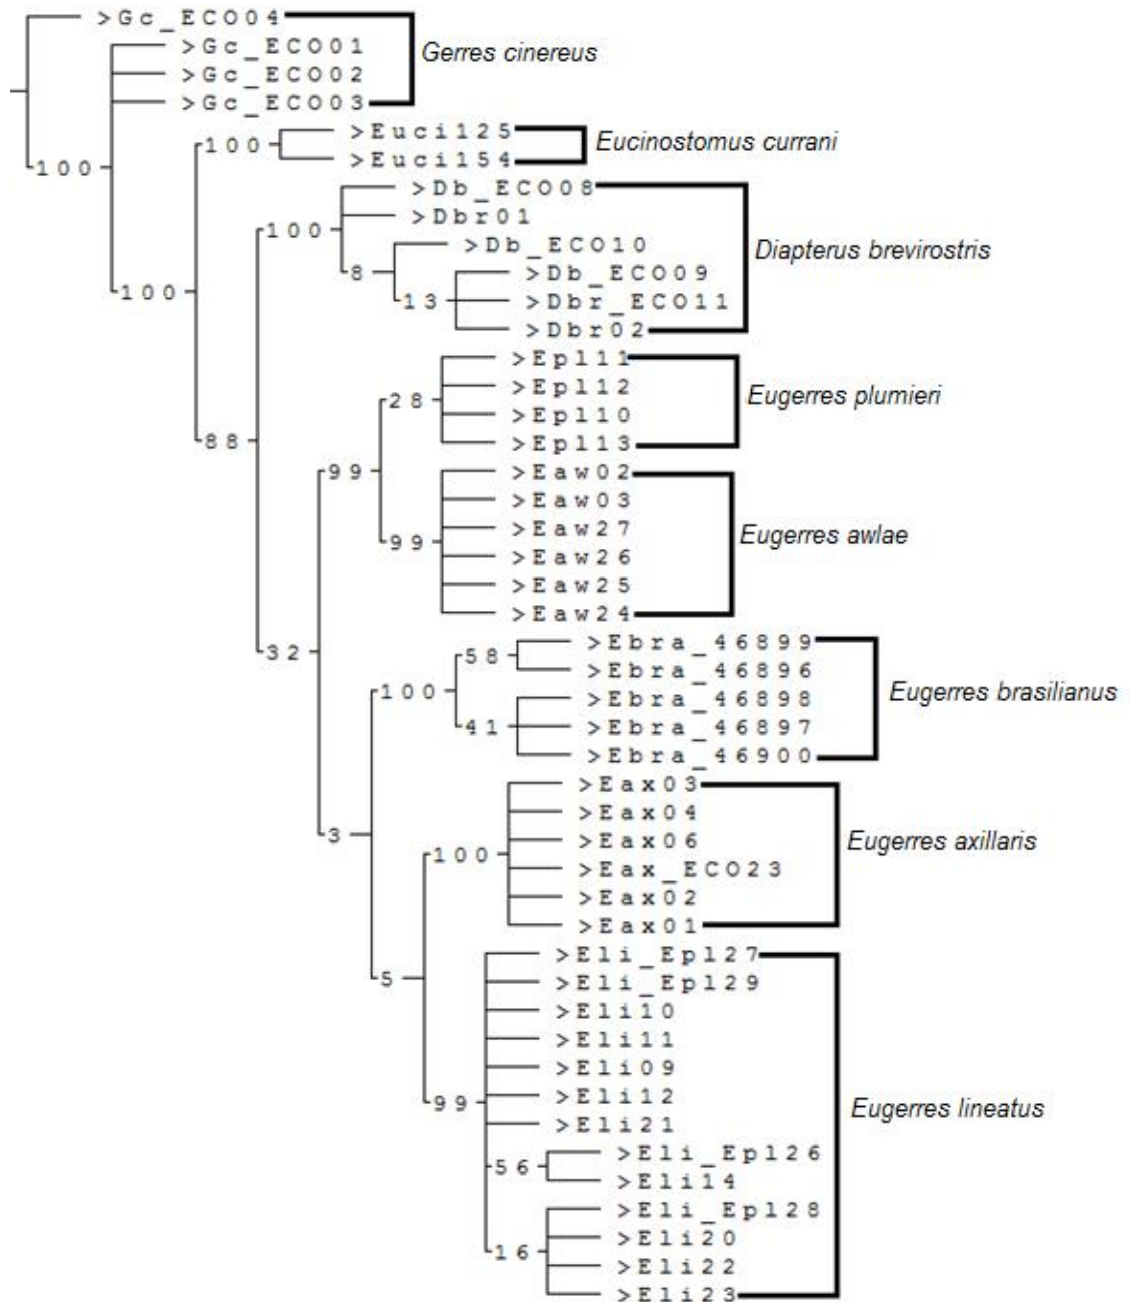 >Gc_ECO04
>Gc_ECO01
Gerres cinereus
>Gc_ECO02
>Gc_ECO03
>Euci125
100
Eucinostomus currani
>Euci154
100
>Db_ECO08
>Dbr01
100
>Db_ECO10
Diapterus brevirostris
8
>Db_ECO09
100
13
>Dbr_ECO11
>Dbr02
>Epl11
>Epl12
28
Eugerres plumieri
>Epl10
88
>Epl13
99
>Eaw02
>Eaw03
>Eaw27
Eugerres awlae
99
>Eaw26
>Eaw25
>Eaw24
>Ebra_46899
32
58
>Ebra_46896
100
Eugerres brasilianus
>Ebra_46898
41
>Ebra_46897
>Ebra_46900
>Eax03
>Eax04
3
>Eax06
Eugerres axillaris
100
>Eax_ECO23
>Eax02
>Eax01
>Eli_Epl27
5
>Eli_Epl29
>Eli10
>Eli11
>Eli09
>Eli12
99
Eugerres lineatus
>Eli21
>Eli_Epl26
56
>Eli14
>Eli_Epl28
>Eli20
16
>Eli22
>Eli23